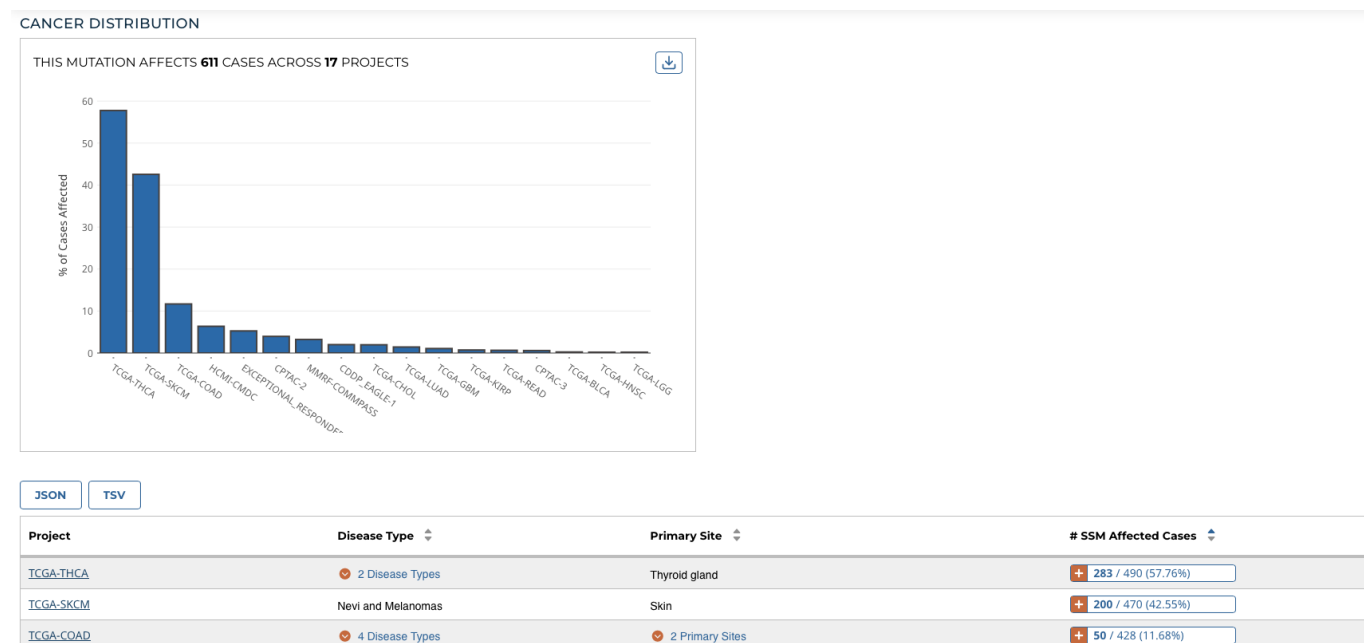 CANCER DISTRIBUTION
THIS MUTATION AFFECTS 611 CASES ACROSS 17 PROJECTS
% of Cases Affected
60
50
40
30
20
10
0
TCGA-THCA
TCGA-SKCM
TCGA-COAD
HCMI-CMDC
EXCEPTIONAL_RESPONDER
CPTAC-2
MMRF-COMMPASS
CDDP_EAGLE-1
TCGA-CHOL
TCGA-LUAD
TCGA-GBM
TCGA-KIRP
TCGA-READ
CPTAC-3
TCGA-BLCA
TCGA-HNSC
TCGA-LGG
JSON TSV
Project Disease Type Primary Site # SSM Affected Cases
TCGA-THCA 2 Disease Types Thyroid gland 283 / 490 (57.76%)
TCGA-SKCM Nevi and Melanomas Skin 200 / 470 (42.55%)
TCGA-COAD 4 Disease Types 2 Primary Sites 50 / 428 (11.68%)